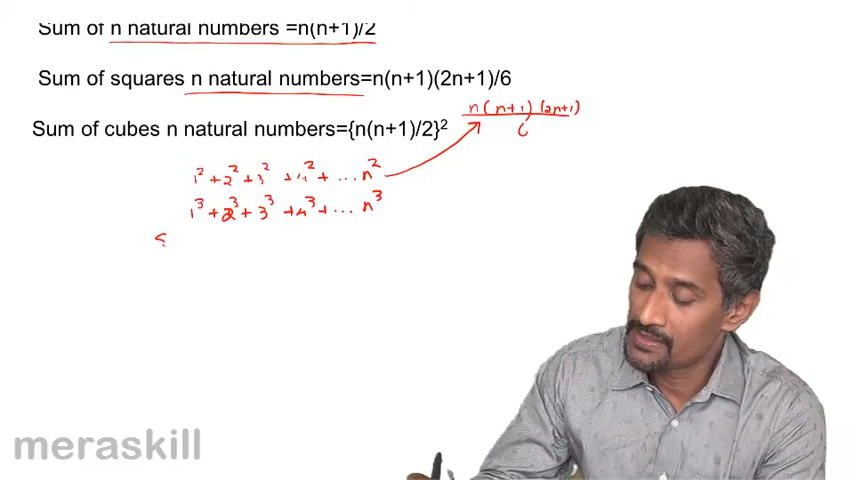 Sum of n natural numbers =n(n+1)/2
Sum of squares n natural numbers=n(n+1)(2n+1)/6
n(n+1)(2n+1)
6
Sum of cubes n natural numbers={n(n+1)/2}²
1² +2² +3² +4² + ... n²
1³ +2³ +3³ +4³ + ... n³
S
meraskill